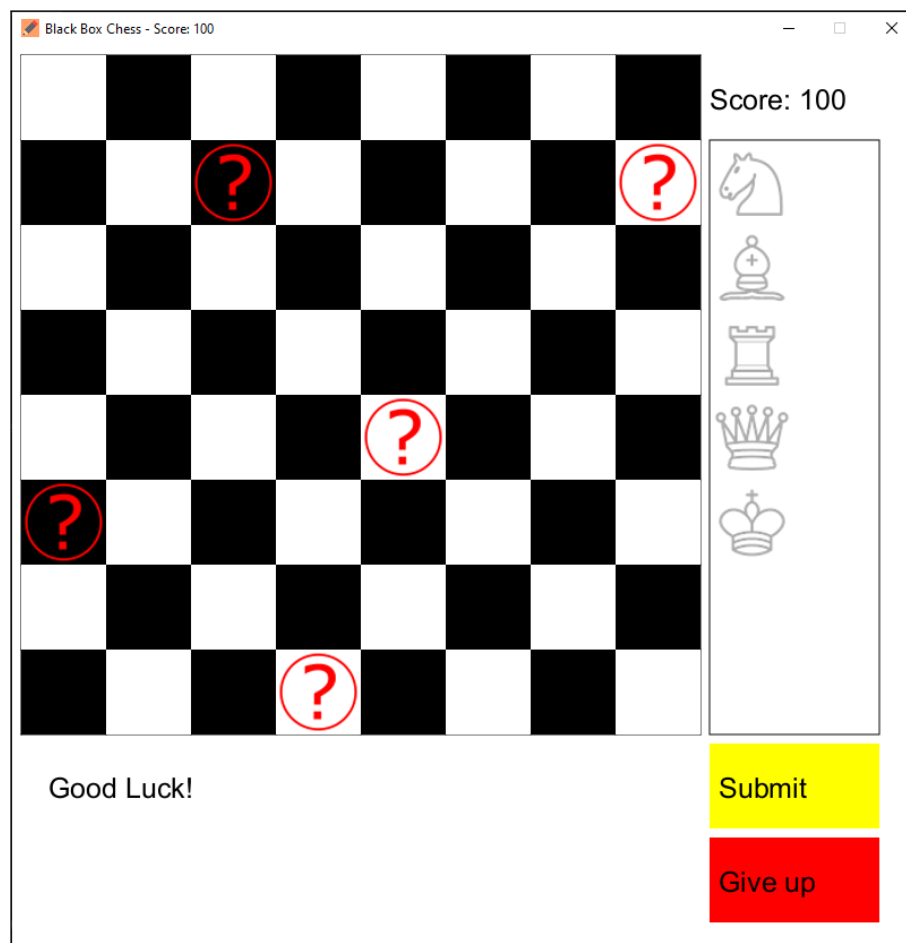 Black Box Chess - Score: 100
Score: 100
?
?
?
?
?
Good Luck!
Submit
Give up